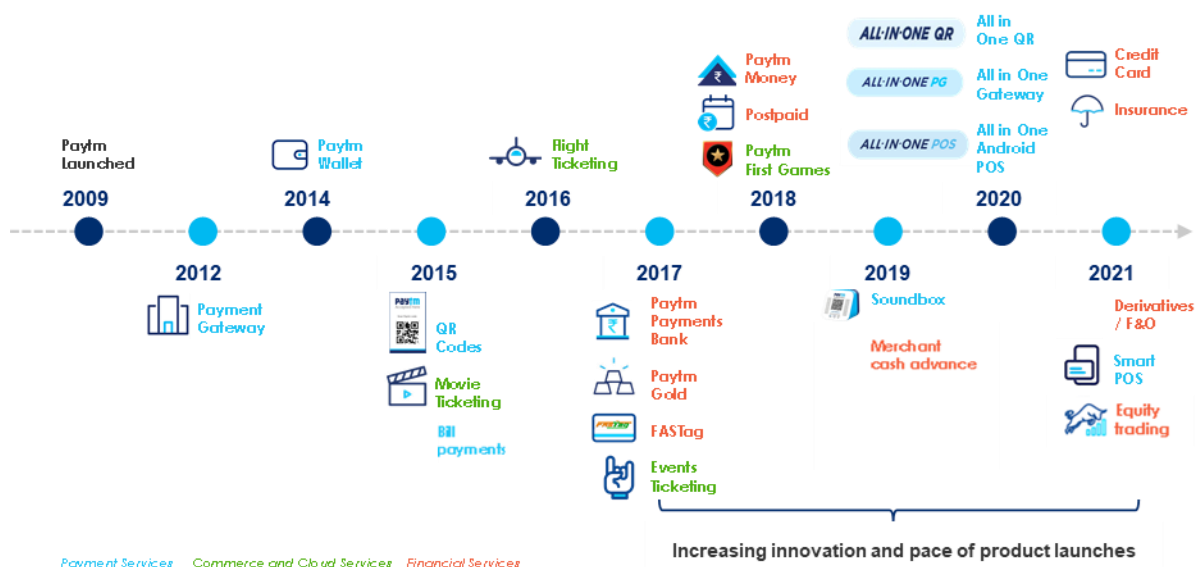 ALL·IN·ONE QR
All in
One QR
Paytm
Money
Credit
Card
ALL·IN·ONE PG
All in One
Gateway
Postpaid
Insurance
Paytm
Launched
Paytm
Wallet
Flight
Ticketing
Paytm
First Games
ALL·IN·ONE POS
All in One
Android
POS
2009
2014
2016
2018
2020
2012
2015
2017
2019
2021
Payment
Gateway
paytm
QR
Codes
Movie
Ticketing
Bill
payments
Paytm
Payments
Bank
Paytm
Gold
FASTag
FASTag
Events
Ticketing
Soundbox
Merchant
cash advance
Derivatives
/ F&O
Smart
POS
Equity
trading
Increasing innovation and pace of product launches
Payment Services Commerce and Cloud Services Financial Services